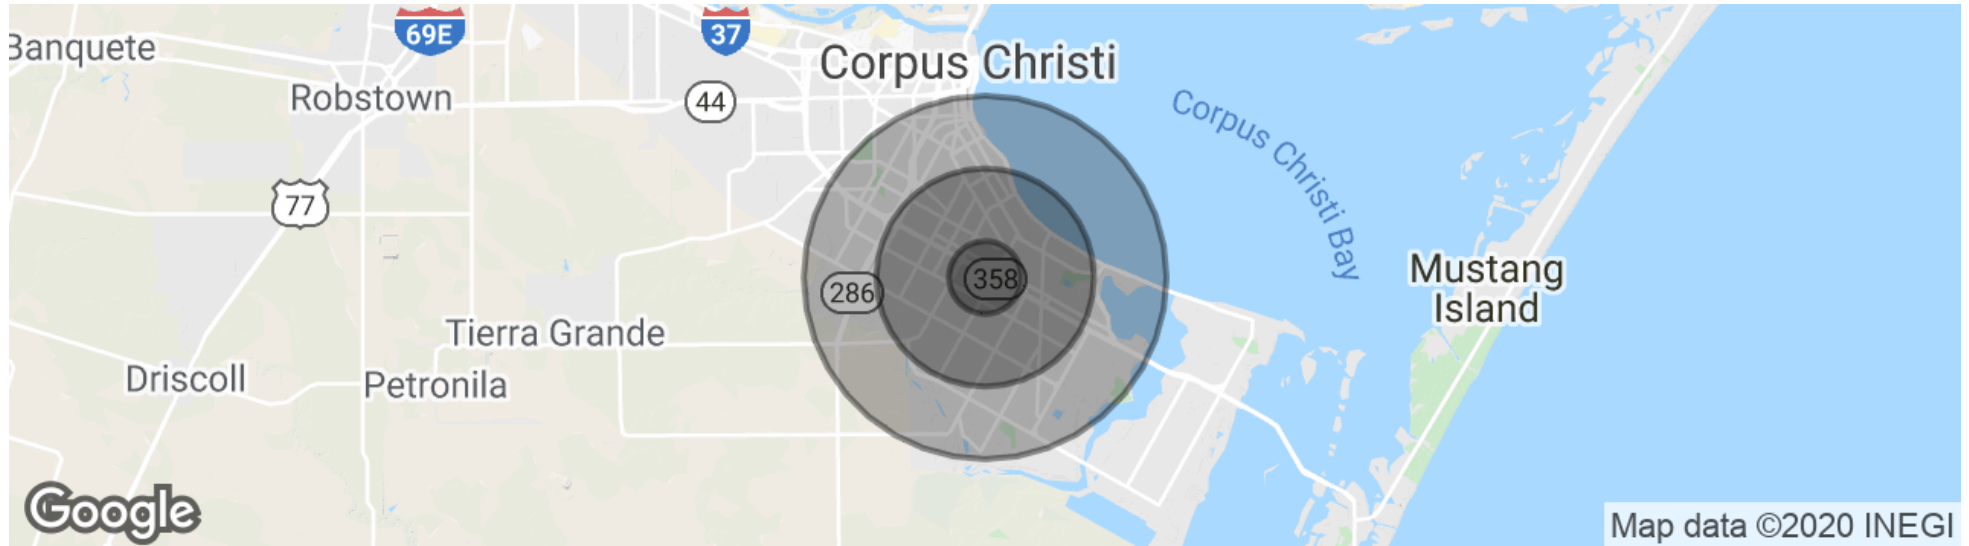 69E
37
Banquete
Corpus Christi
Robstown
44
Corpus Christi Bay
77
Mustang
Island
358
286
Tierra Grande
Driscoll
Petronila
Google
Map data ©2020 INEGI